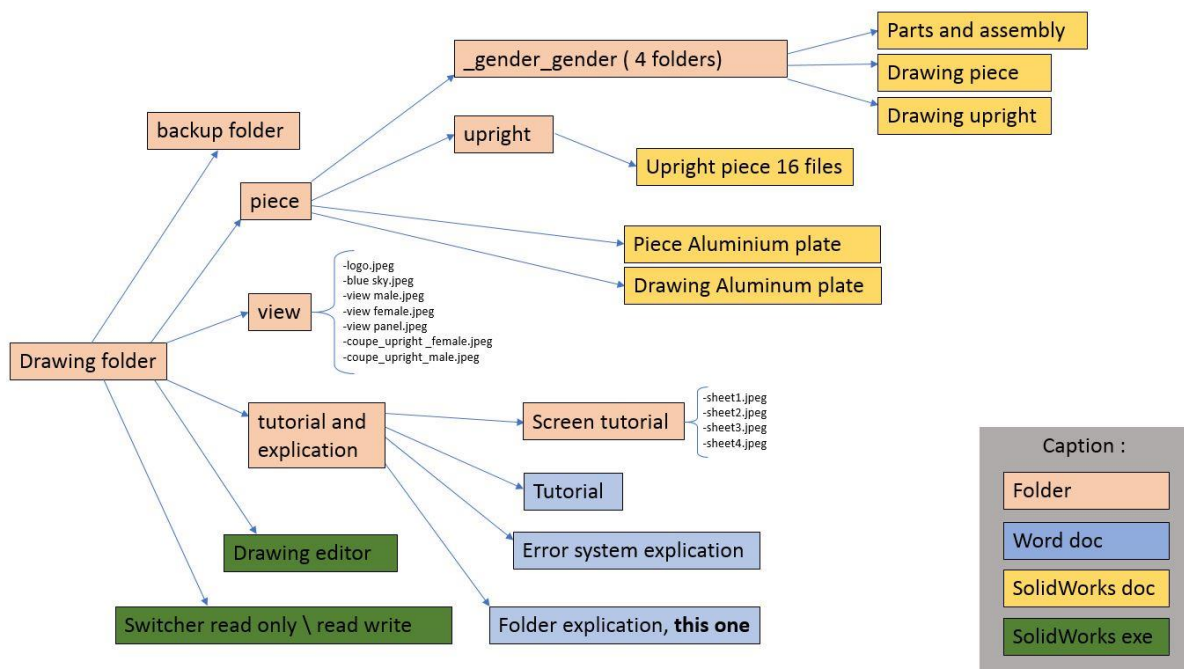 Parts and assembly
_gender_gender ( 4 folders)
Drawing piece
Drawing upright
backup folder
upright
Upright piece 16 files
piece
Piece Aluminium plate
Drawing Aluminum plate
-logo.jpeg
-blue sky.jpeg
-view male.jpeg
-view female.jpeg
-view panel.jpeg
-coupe_upright _female.jpeg
-coupe_upright_male.jpeg
view
Drawing folder
tutorial and
explication
Screen tutorial
-sheet1.jpeg
-sheet2.jpeg
-sheet3.jpeg
-sheet4.jpeg
Tutorial
Error system explication
Folder explication, this one
Drawing editor
Switcher read only \ read write
Caption :
Folder
Word doc
SolidWorks doc
SolidWorks exe